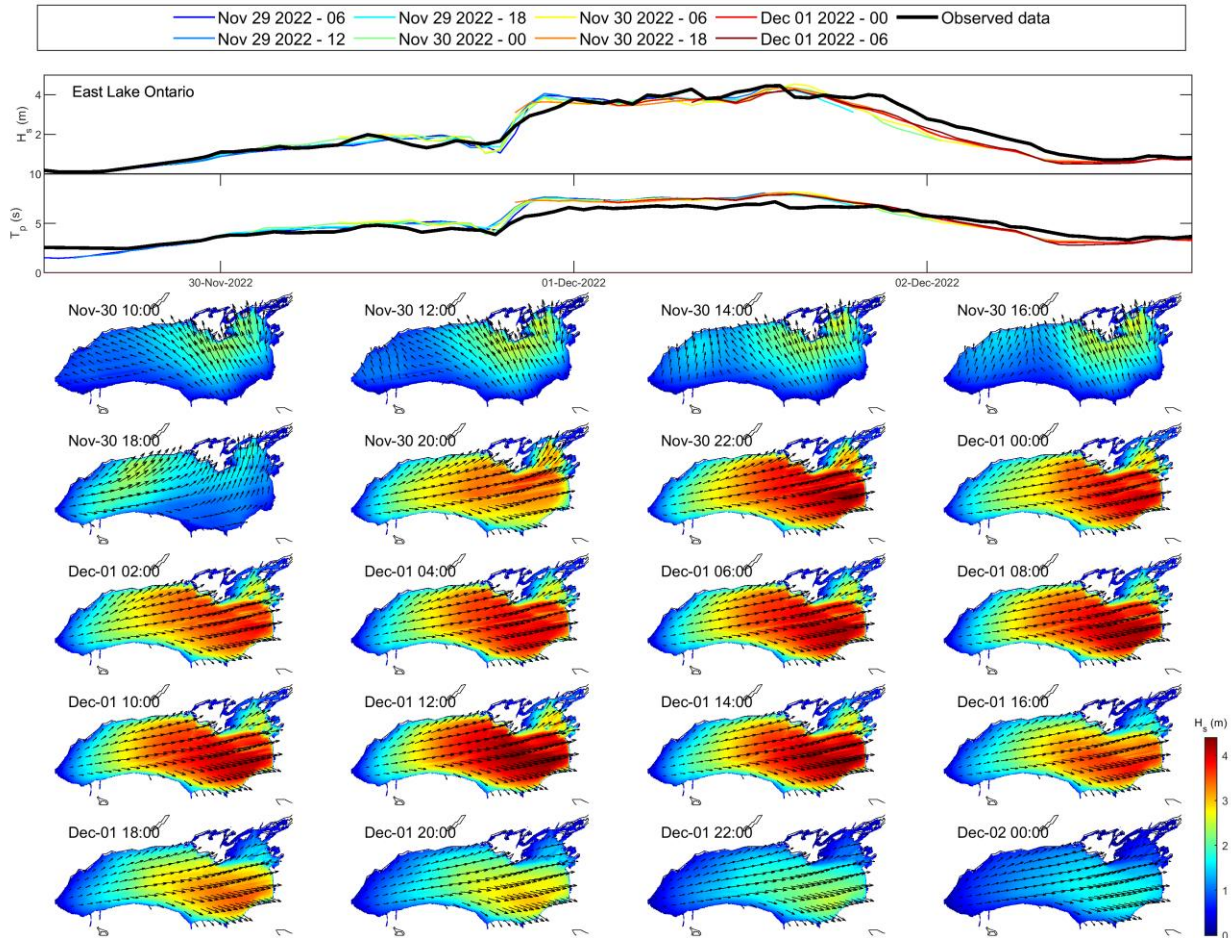 Nov 29 2022 - 06 Nov 29 2022 - 18 Nov 30 2022 - 06 Dec 01 2022 - 00 Observed data
Nov 29 2022 - 12 Nov 30 2022 - 00 Nov 30 2022 - 18 Dec 01 2022 - 06
East Lake Ontario
H_s (m)
4
2
10
T_p (s)
5
0
30-Nov-2022 01-Dec-2022 02-Dec-2022
Nov-30 10:00 Nov-30 12:00 Nov-30 14:00 Nov-30 16:00
Nov-30 18:00 Nov-30 20:00 Nov-30 22:00 Dec-01 00:00
Dec-01 02:00 Dec-01 04:00 Dec-01 06:00 Dec-01 08:00
Dec-01 10:00 Dec-01 12:00 Dec-01 14:00 Dec-01 16:00
Dec-01 18:00 Dec-01 20:00 Dec-01 22:00 Dec-02 00:00
H_s (m)
4
3
2
1
0